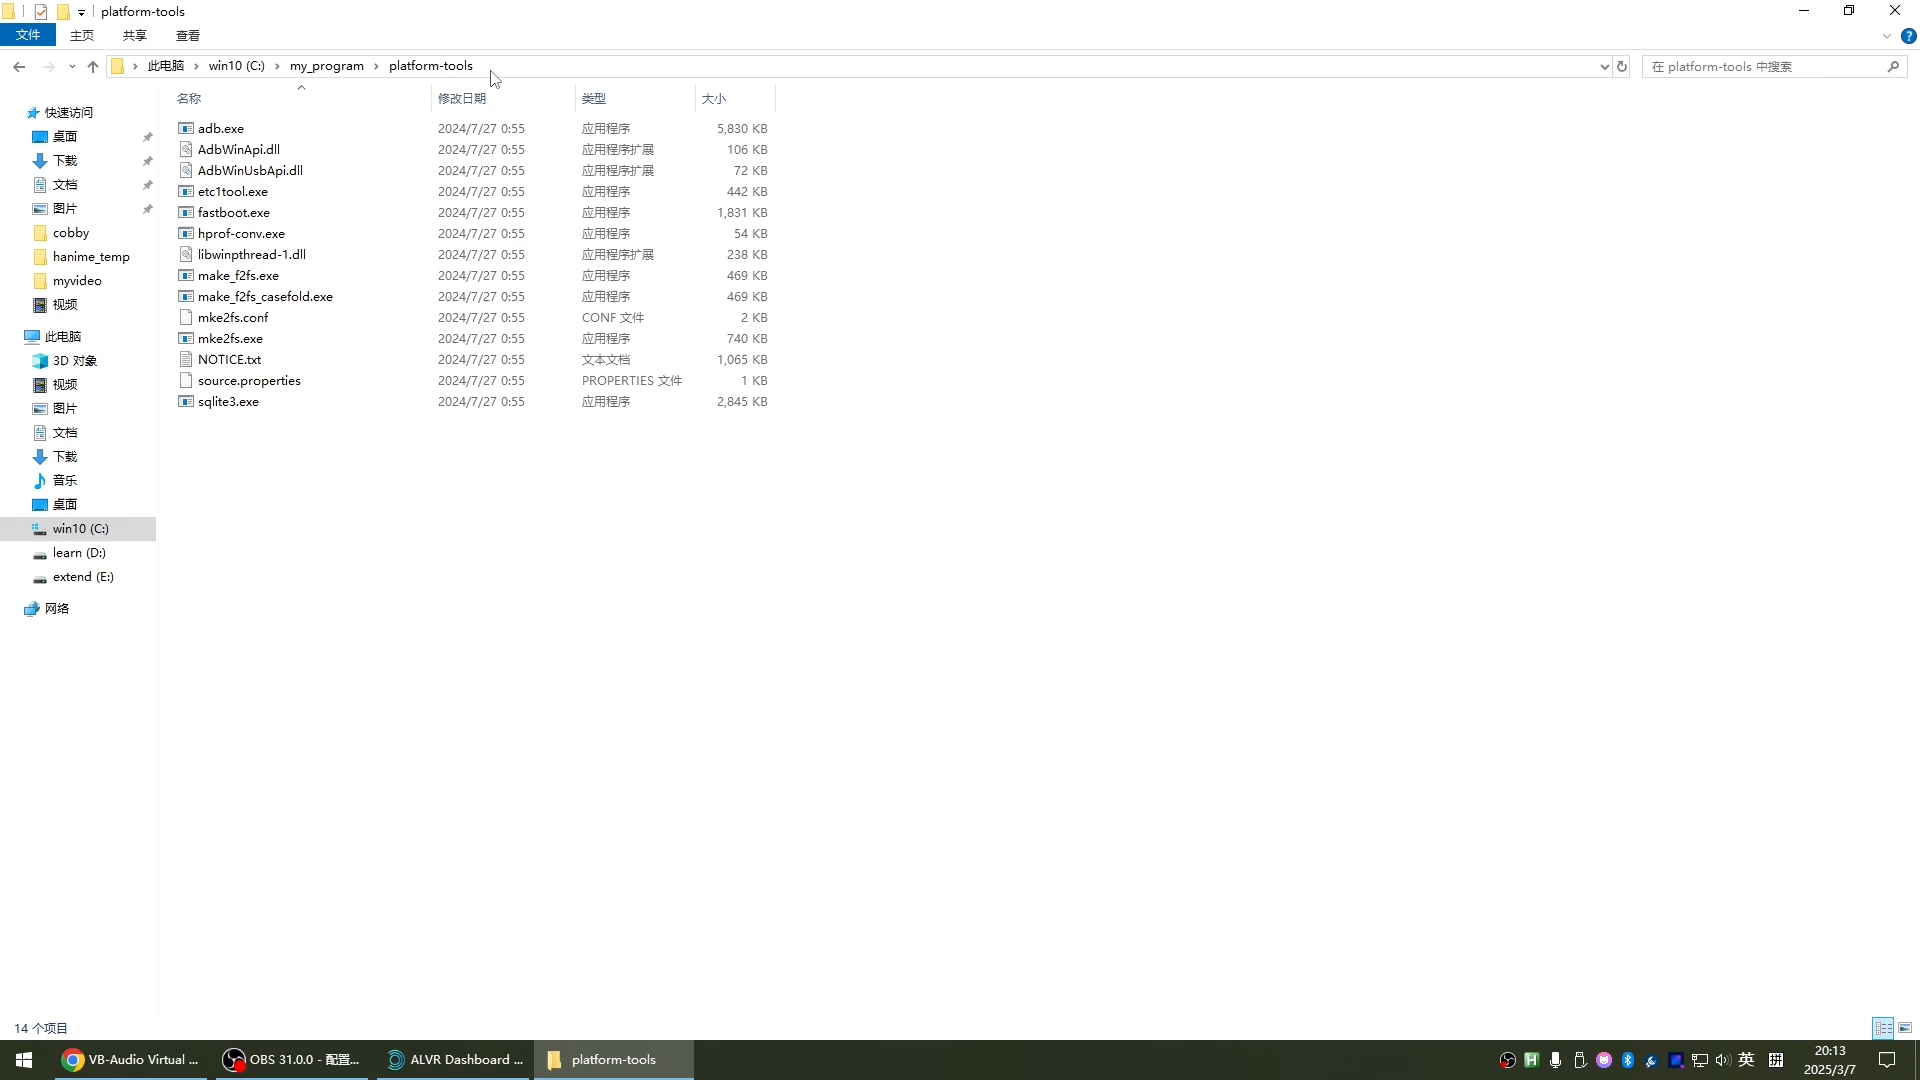 platform-tools
文件 主页 共享 查看
此电脑 › win10 (C:) › my_program › platform-tools
在 platform-tools 中搜索
名称 修改日期 类型 大小
adb.exe 2024/7/27 0:55 应用程序 5,830 KB
AdbWinApi.dll 2024/7/27 0:55 应用程序扩展 106 KB
AdbWinUsbApi.dll 2024/7/27 0:55 应用程序扩展 72 KB
etc1tool.exe 2024/7/27 0:55 应用程序 442 KB
fastboot.exe 2024/7/27 0:55 应用程序 1,831 KB
hprof-conv.exe 2024/7/27 0:55 应用程序 54 KB
libwinpthread-1.dll 2024/7/27 0:55 应用程序扩展 238 KB
make_f2fs.exe 2024/7/27 0:55 应用程序 469 KB
make_f2fs_casefold.exe 2024/7/27 0:55 应用程序 469 KB
mke2fs.conf 2024/7/27 0:55 CONF 文件 2 KB
mke2fs.exe 2024/7/27 0:55 应用程序 740 KB
NOTICE.txt 2024/7/27 0:55 文本文档 1,065 KB
source.properties 2024/7/27 0:55 PROPERTIES 文件 1 KB
sqlite3.exe 2024/7/27 0:55 应用程序 2,845 KB
快速访问
桌面
下载
文档
图片
cobby
hanime_temp
myvideo
视频
此电脑
3D 对象
视频
图片
文档
下载
音乐
桌面
win10 (C:)
learn (D:)
extend (E:)
网络
14 个项目
VB-Audio Virtual ...
OBS 31.0.0 - 配置...
ALVR Dashboard ...
platform-tools
英
拼
20:13
2025/3/7